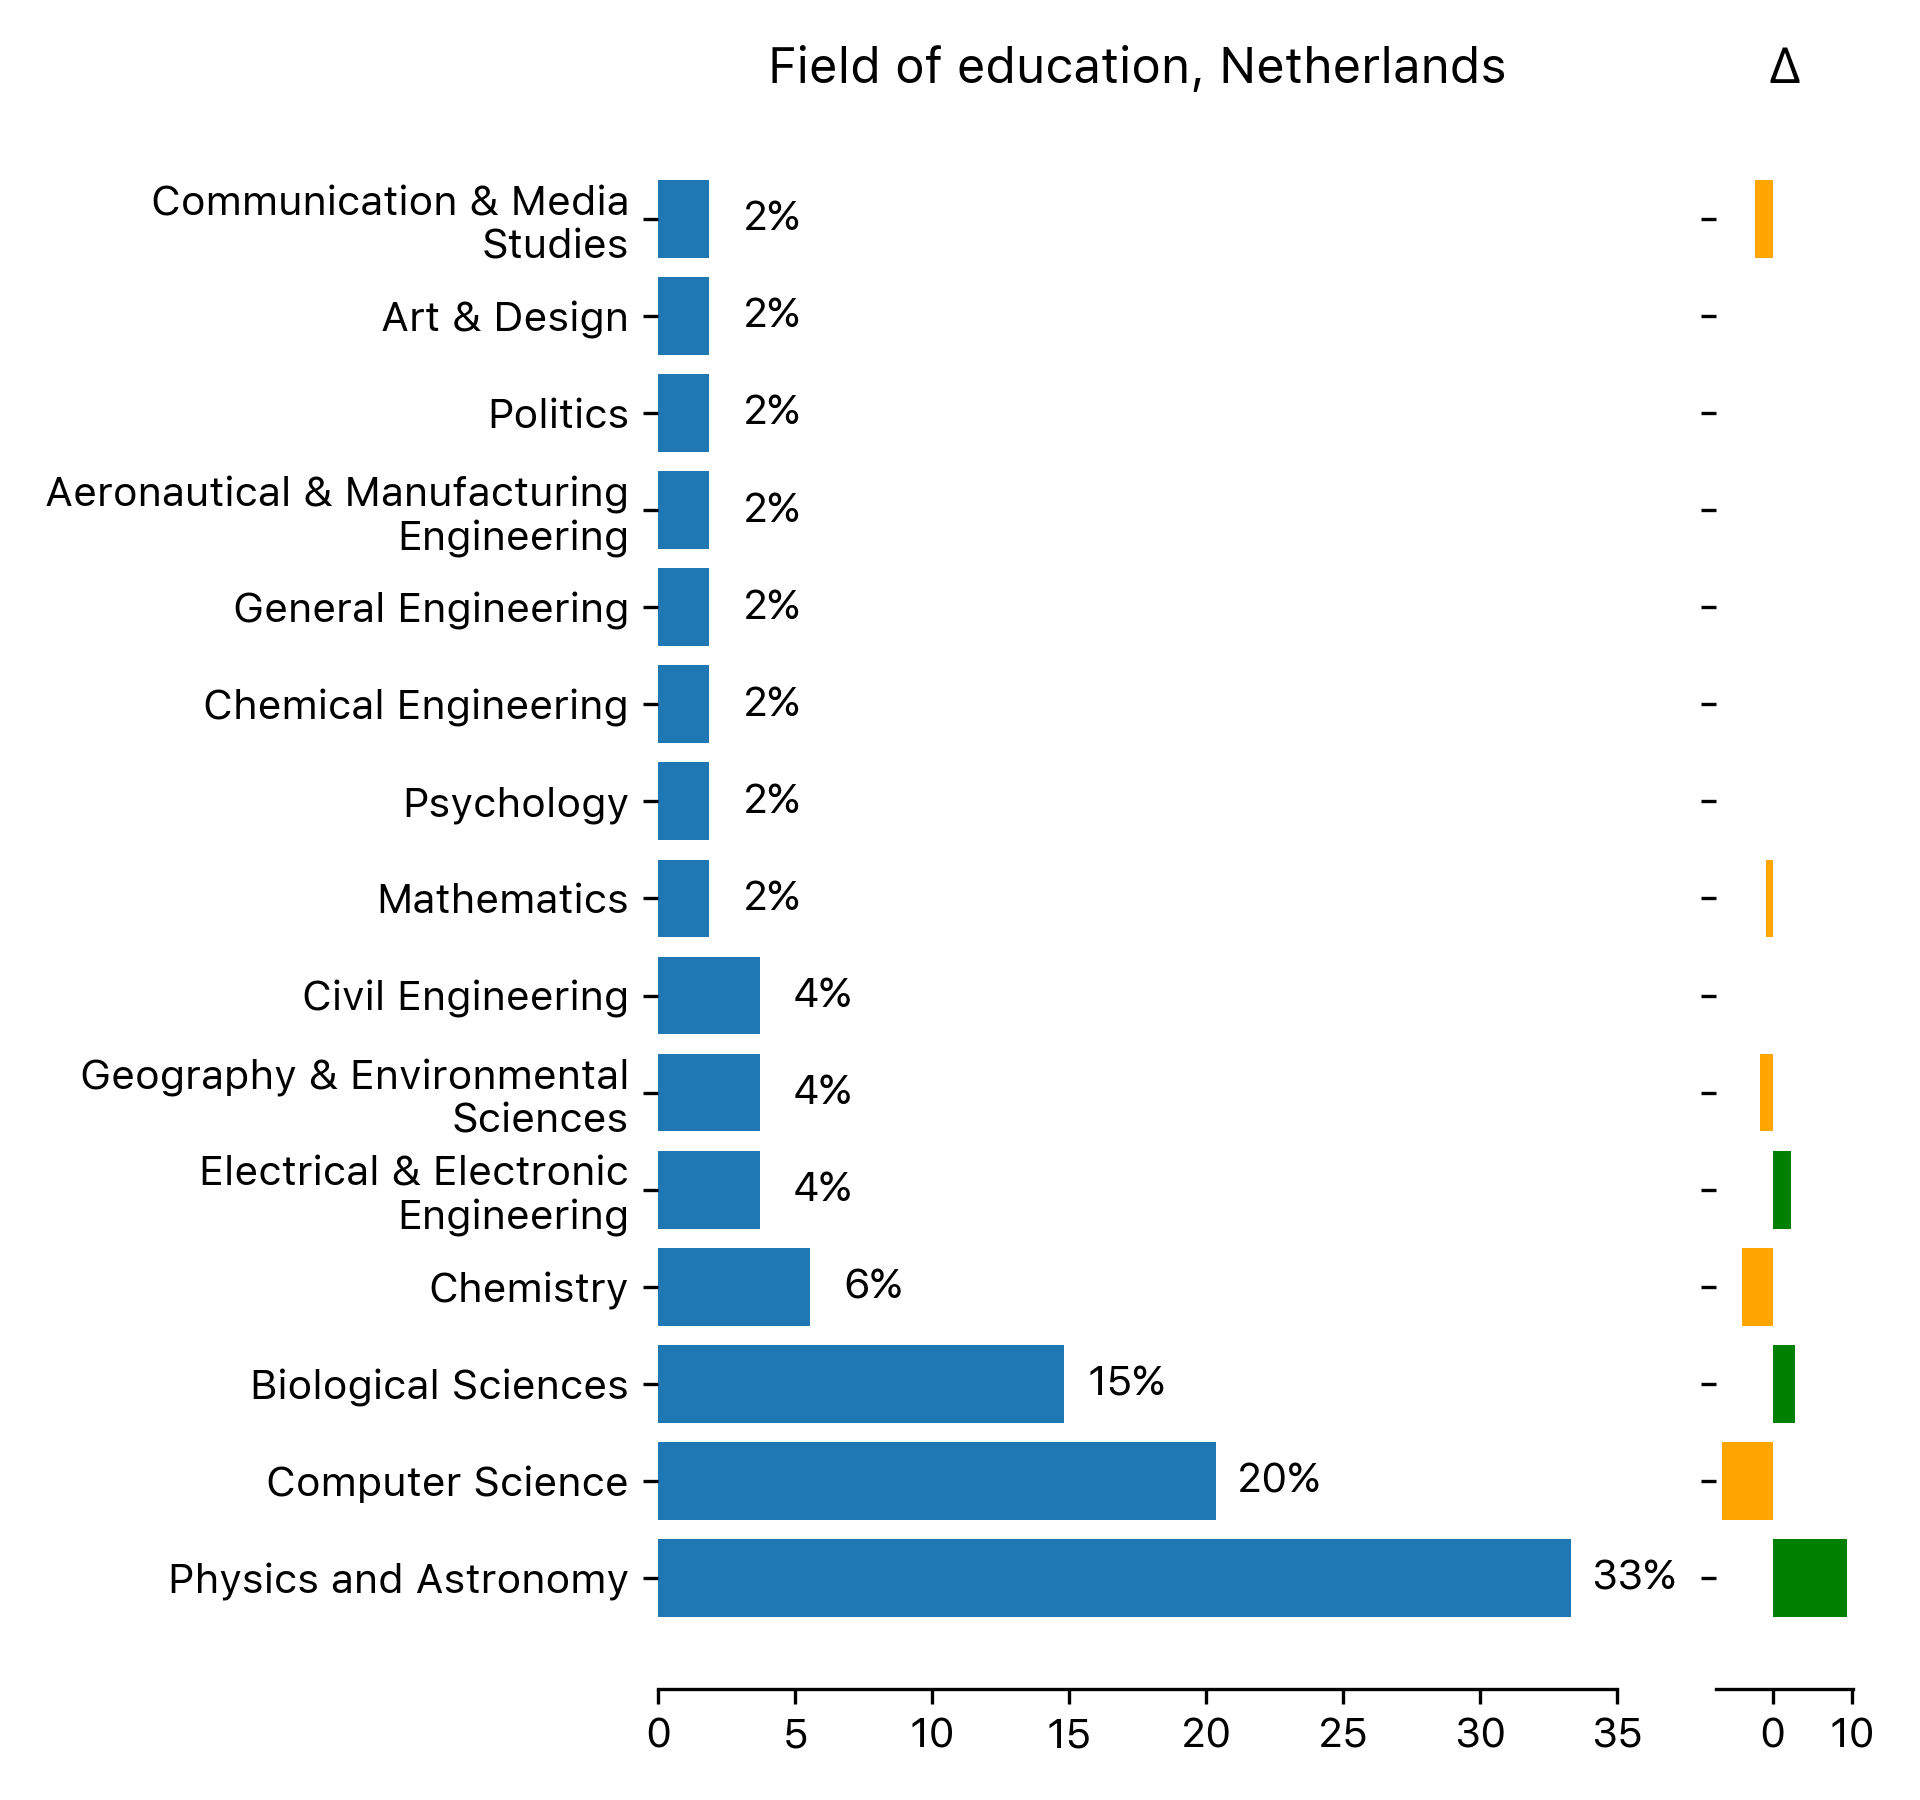 Field of education, Netherlands Δ
Communication & Media
Studies
2%
Art & Design 2%
Politics 2%
Aeronautical & Manufacturing
Engineering
2%
General Engineering 2%
Chemical Engineering 2%
Psychology 2%
Mathematics 2%
Civil Engineering 4%
Geography & Environmental
Sciences
4%
Electrical & Electronic
Engineering
4%
Chemistry 6%
Biological Sciences 15%
Computer Science 20%
Physics and Astronomy 33%
0 5 10 15 20 25 30 35 0 10